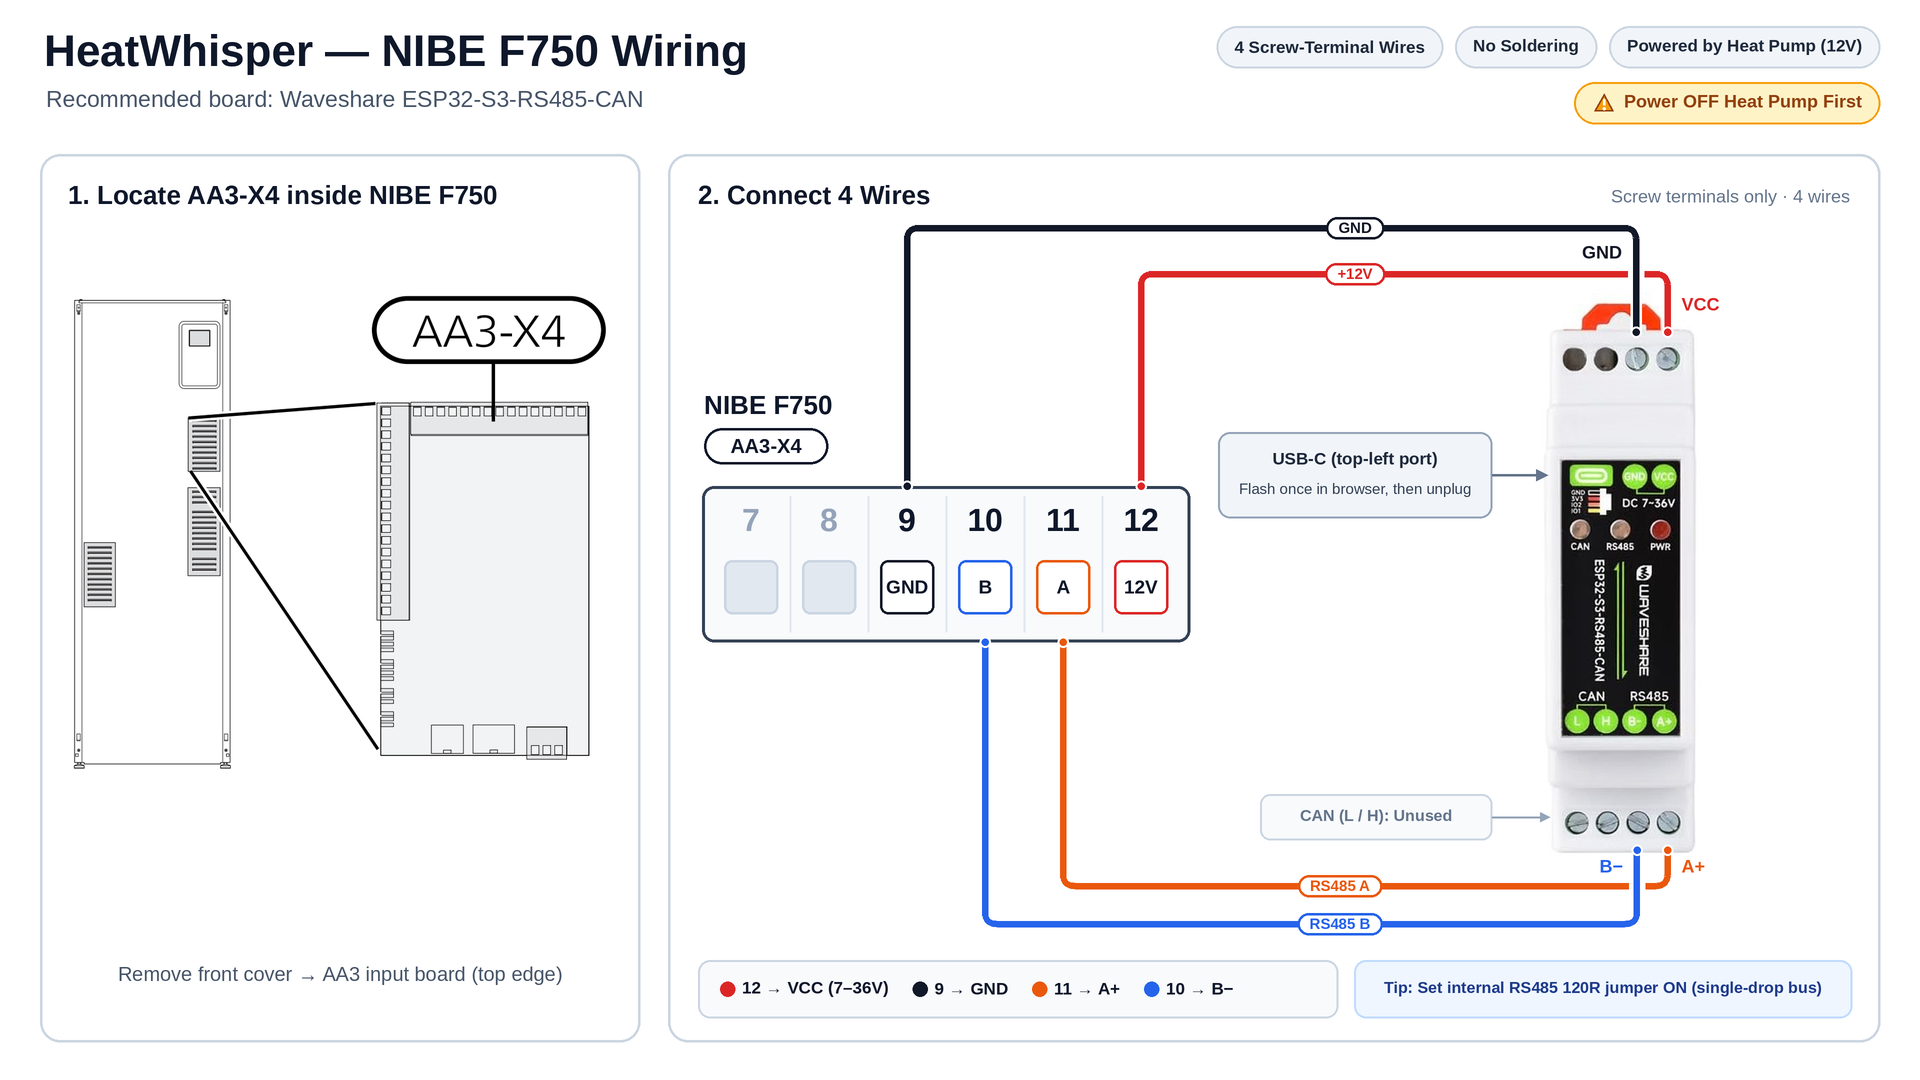 HeatWhisper — NIBE F750 Wiring
Recommended board: Waveshare ESP32-S3-RS485-CAN
4 Screw-Terminal Wires
No Soldering
Powered by Heat Pump (12V)
Power OFF Heat Pump First
1. Locate AA3-X4 inside NIBE F750
AA3-X4
Remove front cover → AA3 input board (top edge)
2. Connect 4 Wires
Screw terminals only · 4 wires
GND
GND
+12V
VCC
NIBE F750
AA3-X4
7 8 9 10 11 12
GND B A 12V
USB-C (top-left port)
Flash once in browser, then unplug
GND VCC
GND
3V3
IO2
IO1
DC 7~36V
CAN RS485 PWR
ESP32-S3-RS485-CAN
WAVESHARE
CAN RS485
L H B- A+
CAN (L / H): Unused
B− A+
RS485 A
RS485 B
12 → VCC (7–36V) 9 → GND 11 → A+ 10 → B−
Tip: Set internal RS485 120R jumper ON (single-drop bus)